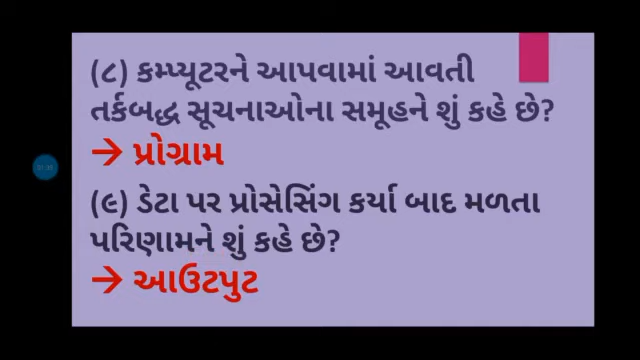 (૮) કમ્પ્યૂટરને આપવામાં આવતી
તર્કબદ્ધ સૂચનાઓના સમૂહને શું કહે છે?
→ પ્રોગ્રામ
(૯) ડેટા પર પ્રોસેસિંગ કર્યા બાદ મળતા
પરિણામને શું કહે છે?
→ આઉટપુટ